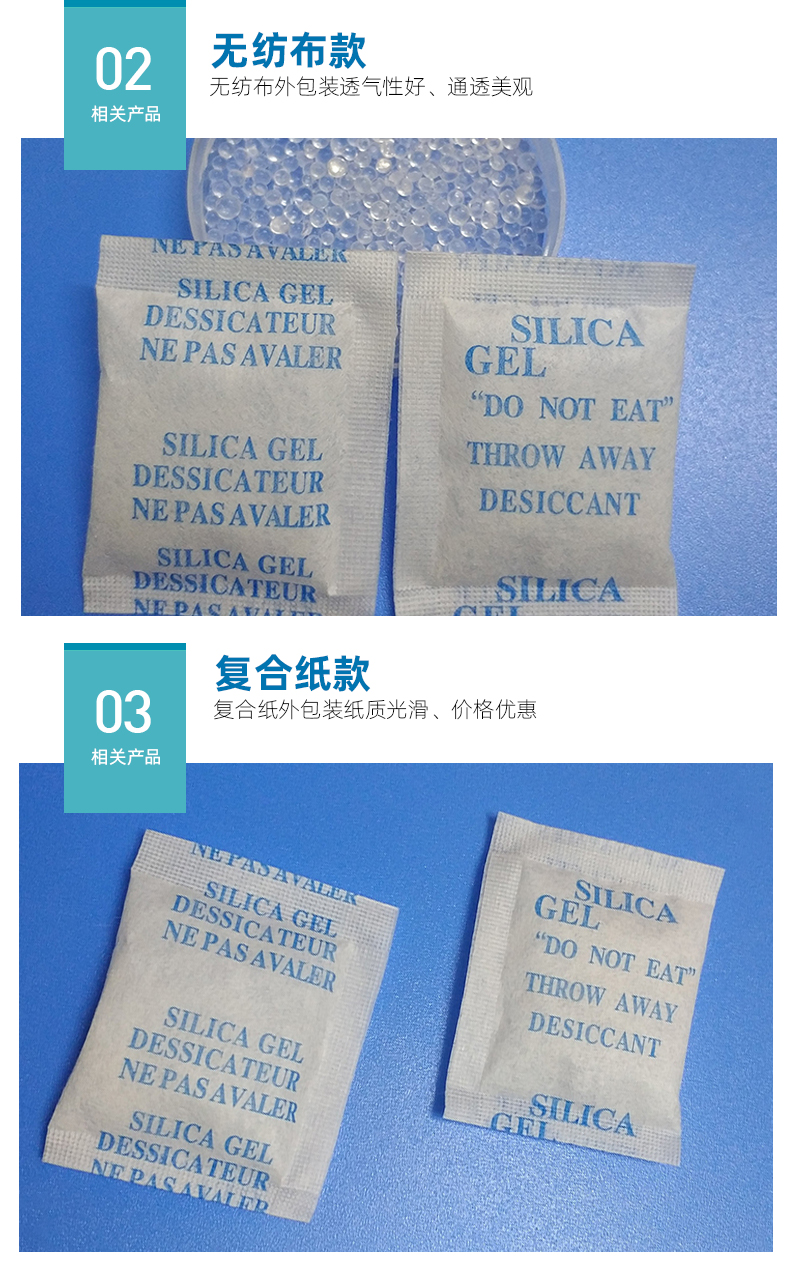 02
相关产品
无纺布款
无纺布外包装透气性好、通透美观
NE PAS AVALER
SILICA GEL
DESSICATEUR
NE PAS AVALER
SILICA GEL
DESSICATEUR
NE PAS AVALER
SILICA GEL
DESSICATEUR
NE PAS AVALER
SILICA
GEL
“DO NOT EAT”
THROW AWAY
DESICCANT
SILICA
GEL
03
相关产品
复合纸款
复合纸外包装纸质光滑、价格优惠
NE PAS AVALER
SILICA GEL
DESSICATEUR
NE PAS AVALER
SILICA GEL
DESSICATEUR
NE PAS AVALER
SILICA GEL
DESSICATEUR
NE PAS AVALER
SILICA
GEL
“DO NOT EAT”
THROW AWAY
DESICCANT
SILICA
GEL